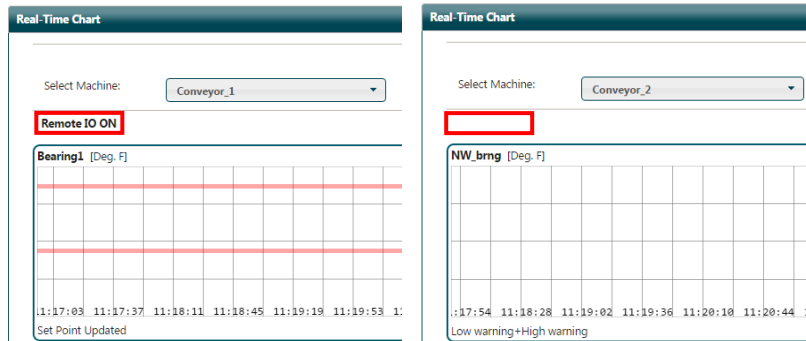 Real-Time Chart
Select Machine:
Conveyor_1
Remote IO ON
Bearing1 [Deg. F]
11:17:03 11:17:37 11:18:11 11:18:45 11:19:19 11:19:53
Set Point Updated
Real-Time Chart
Select Machine:
Conveyor_2
NW_brng [Deg. F]
:17:54 11:18:28 11:19:02 11:19:36 11:20:10 11:20:44
Low warning+High warning